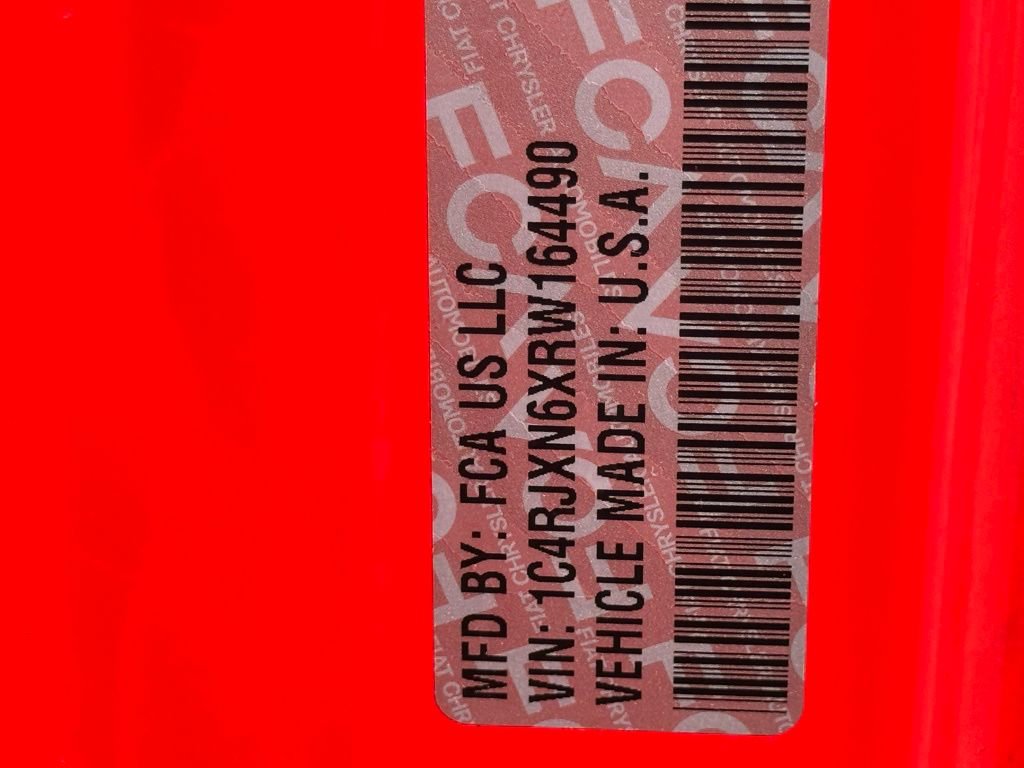 MFD BY: FCA US LLC
VIN: 1C4RJXN6XRW164490
VEHICLE MADE IN: U.S.A.